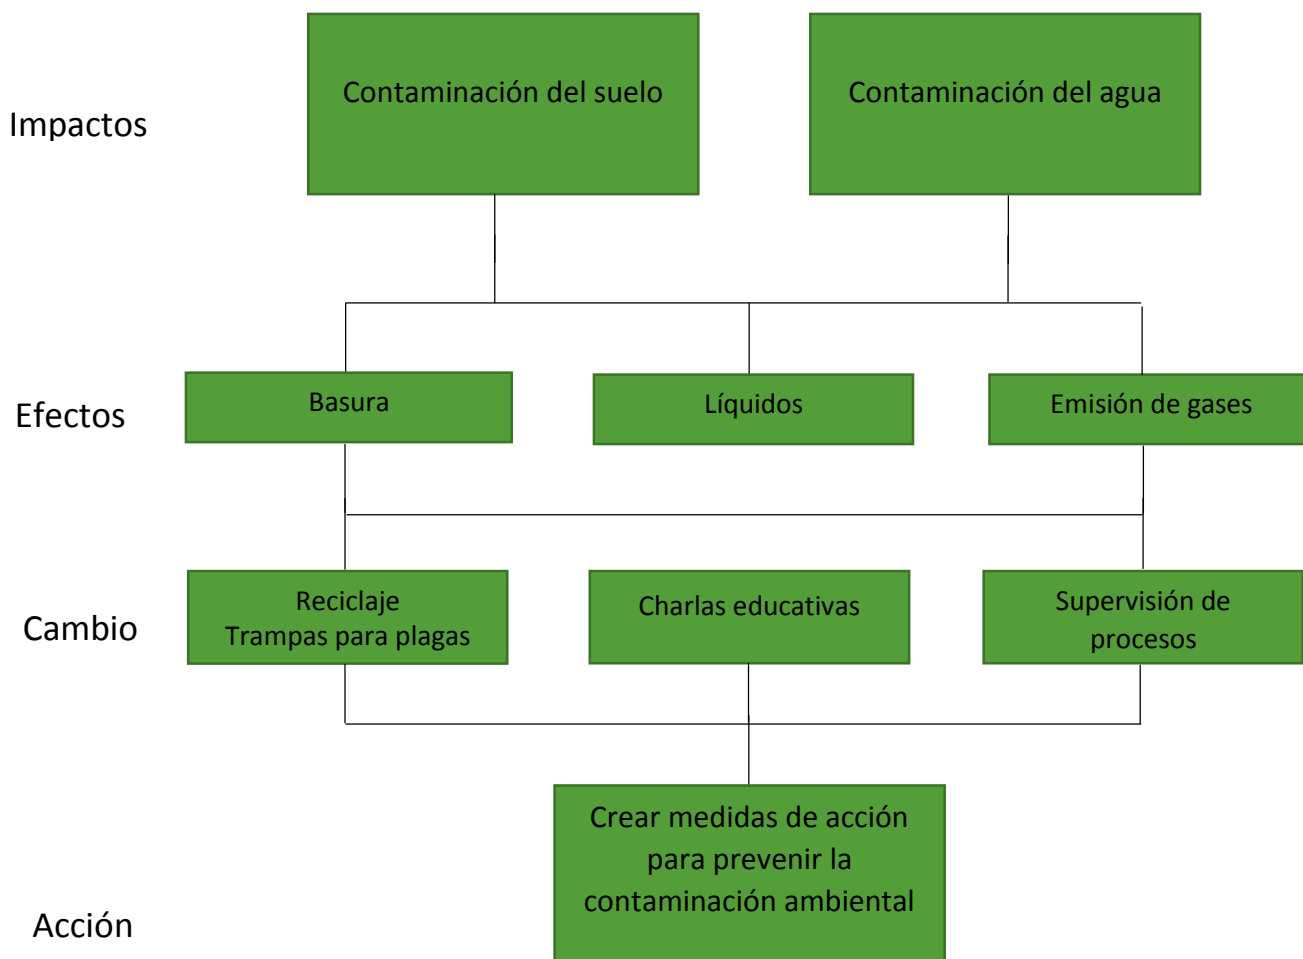 Impactos
Contaminación del suelo
Contaminación del agua
Efectos
Basura
Líquidos
Emisión de gases
Cambio
Reciclaje
Trampas para plagas
Charlas educativas
Supervisión de
procesos
Acción
Crear medidas de acción
para prevenir la
contaminación ambiental